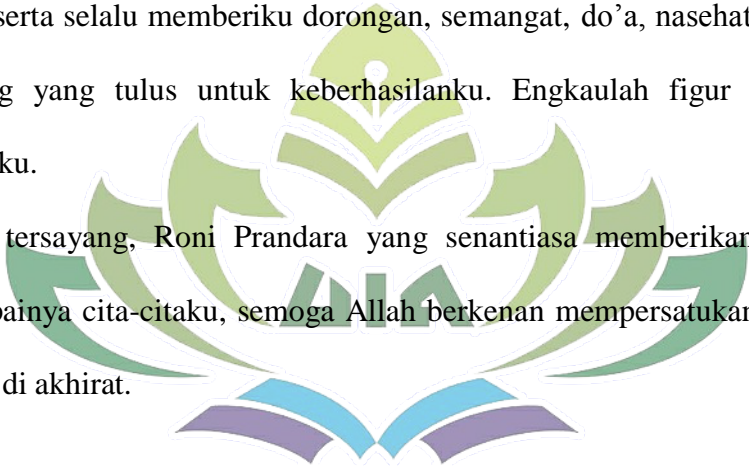 serta selalu memberiku dorongan, semangat, do’a, nasehat
g yang tulus untuk keberhasilanku. Engkaulah figur
ku.
tersayang, Roni Prandara yang senantiasa memberikan
painya cita-citaku, semoga Allah berkenan mempersatukan
di akhirat.